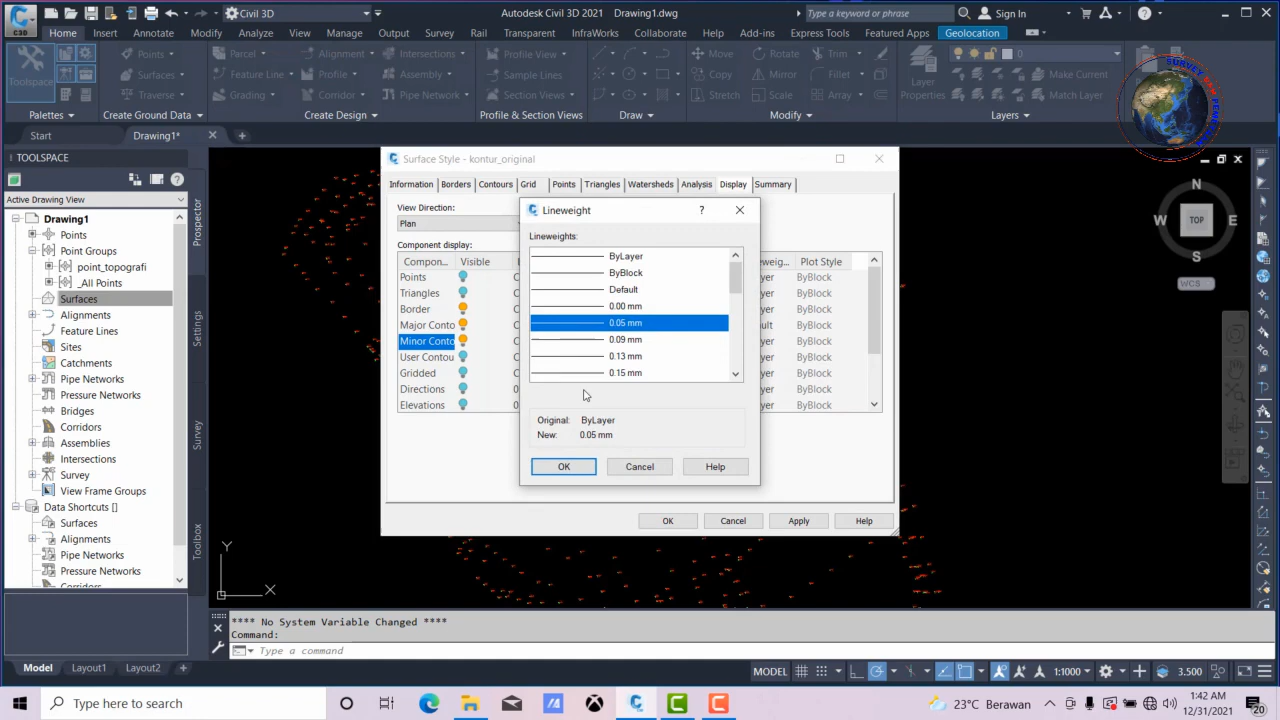 Civil 3D
Autodesk Civil 3D 2021 Drawing1.dwg
Type a keyword or phrase
Sign In
C3D
Home Insert Annotate Modify Analyze View Manage Output Survey Rail Transparent InfraWorks Collaborate Help Add-ins Express Tools Featured Apps Geolocation
Toolspace
Points
Surfaces
Traverse
Parcel
Feature Line
Grading
Alignment
Profile
Corridor
Intersections
Assembly
Pipe Network
Profile View
Sample Lines
Section Views
Move
Copy
Stretch
Rotate
Mirror
Scale
Trim
Fillet
Array
Layer
Properties
0
Make Current
Match Layer
Palettes
Create Ground Data
Create Design
Profile & Section Views
Draw
Modify
Layers
Start
Drawing1*
TOOLSPACE
Active Drawing View
Drawing1
Points
Point Groups
point_topografi
_All Points
Surfaces
Alignments
Feature Lines
Sites
Catchments
Pipe Networks
Pressure Networks
Bridges
Corridors
Assemblies
Intersections
Survey
View Frame Groups
Data Shortcuts []
Surfaces
Alignments
Pipe Networks
Pressure Networks
Corridors
Prospector
Settings
Survey
Toolbox
Surface Style - kontur_original
Information Borders Contours Grid Points Triangles Watersheds Analysis Display Summary
View Direction:
Plan
Component display:
Compon... Visible
Plot Style
Points
ByBlock
Triangles
ByBlock
Border
ByBlock
Major Conto
ByBlock
Minor Conto
ByBlock
User Contou
ByBlock
Gridded
ByBlock
Directions
ByBlock
Elevations
ByBlock
Lineweight
?
Lineweights:
ByLayer
ByBlock
Default
0.00 mm
0.05 mm
0.09 mm
0.13 mm
0.15 mm
Original: ByLayer
New: 0.05 mm
OK Cancel Help
OK Cancel Apply Help
N
W TOP E
S
WCS
Y
X
**** No System Variable Changed ****
Command:
Type a command
Model Layout1 Layout2
MODEL
1:1000
3.500
Type here to search
23°C Berawan
1:42 AM
12/31/2021
20